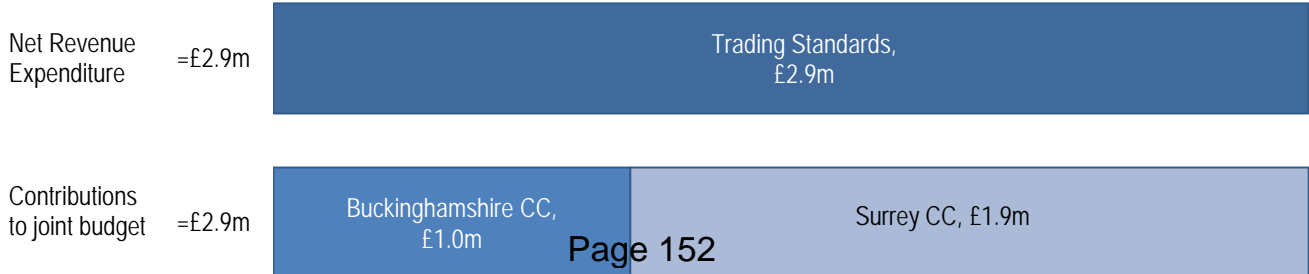 Net Revenue
Expenditure
=£2.9m
Trading Standards,
£2.9m
Contributions
to joint budget
=£2.9m
Buckinghamshire CC,
£1.0m
Surrey CC, £1.9m
Page 152